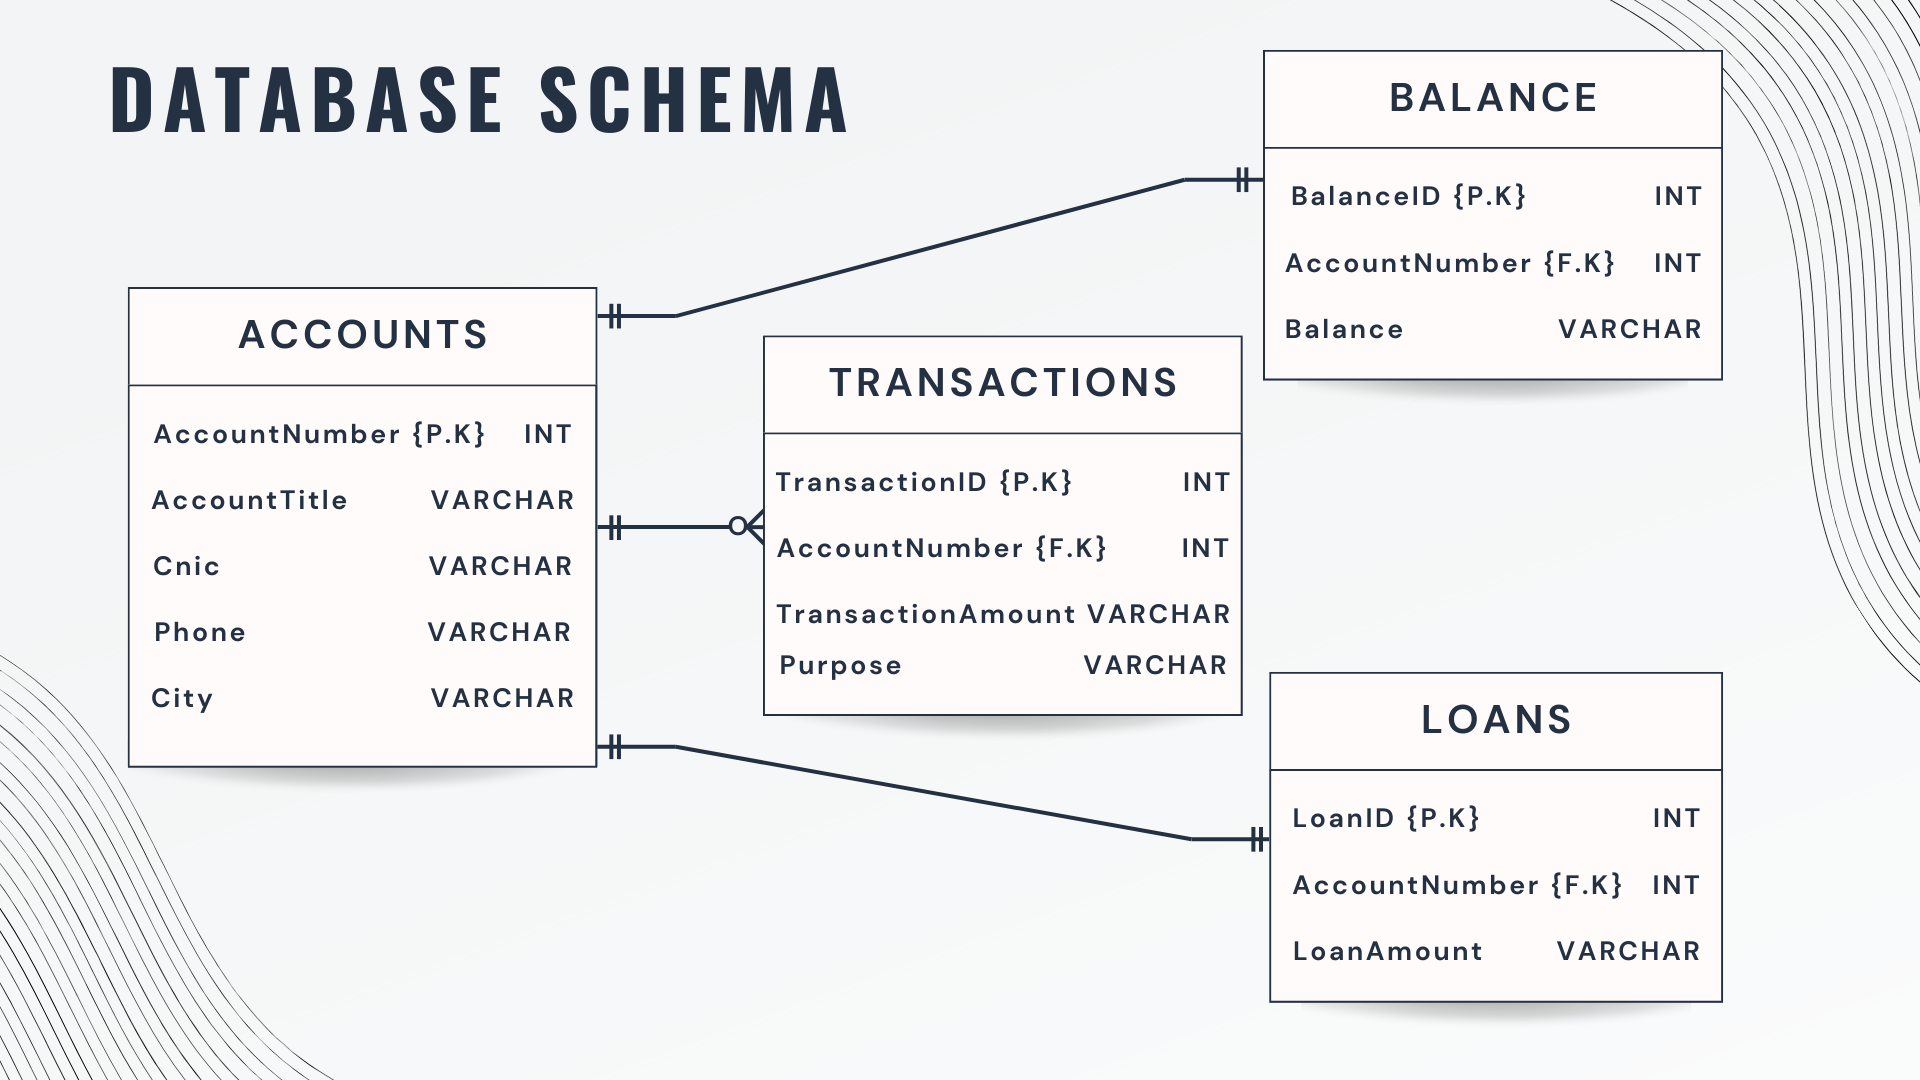 DATABASE SCHEMA
BALANCE
BalanceID {P.K} INT
AccountNumber {F.K} INT
Balance VARCHAR
ACCOUNTS
AccountNumber {P.K} INT
AccountTitle VARCHAR
Cnic VARCHAR
Phone VARCHAR
City VARCHAR
TRANSACTIONS
TransactionID {P.K} INT
AccountNumber {F.K} INT
TransactionAmount VARCHAR
Purpose VARCHAR
LOANS
LoanID {P.K} INT
AccountNumber {F.K} INT
LoanAmount VARCHAR